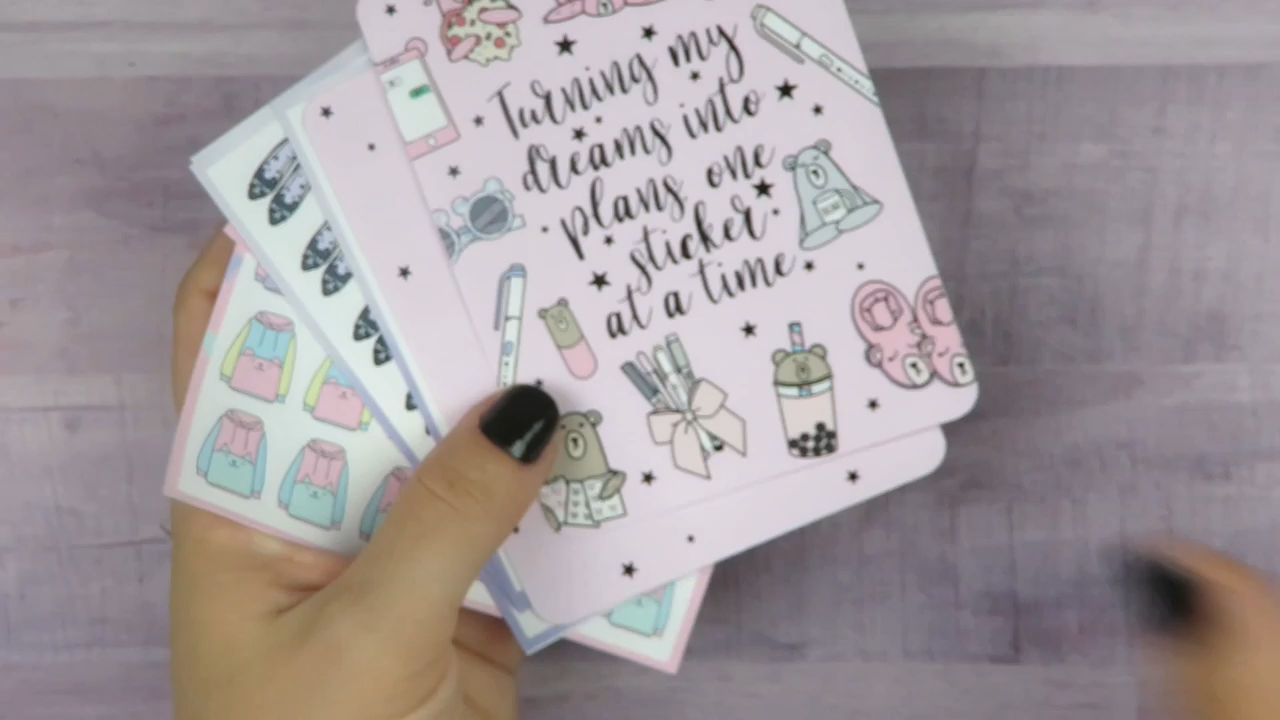 Turning my
dreams into
plans one
sticker
at a time